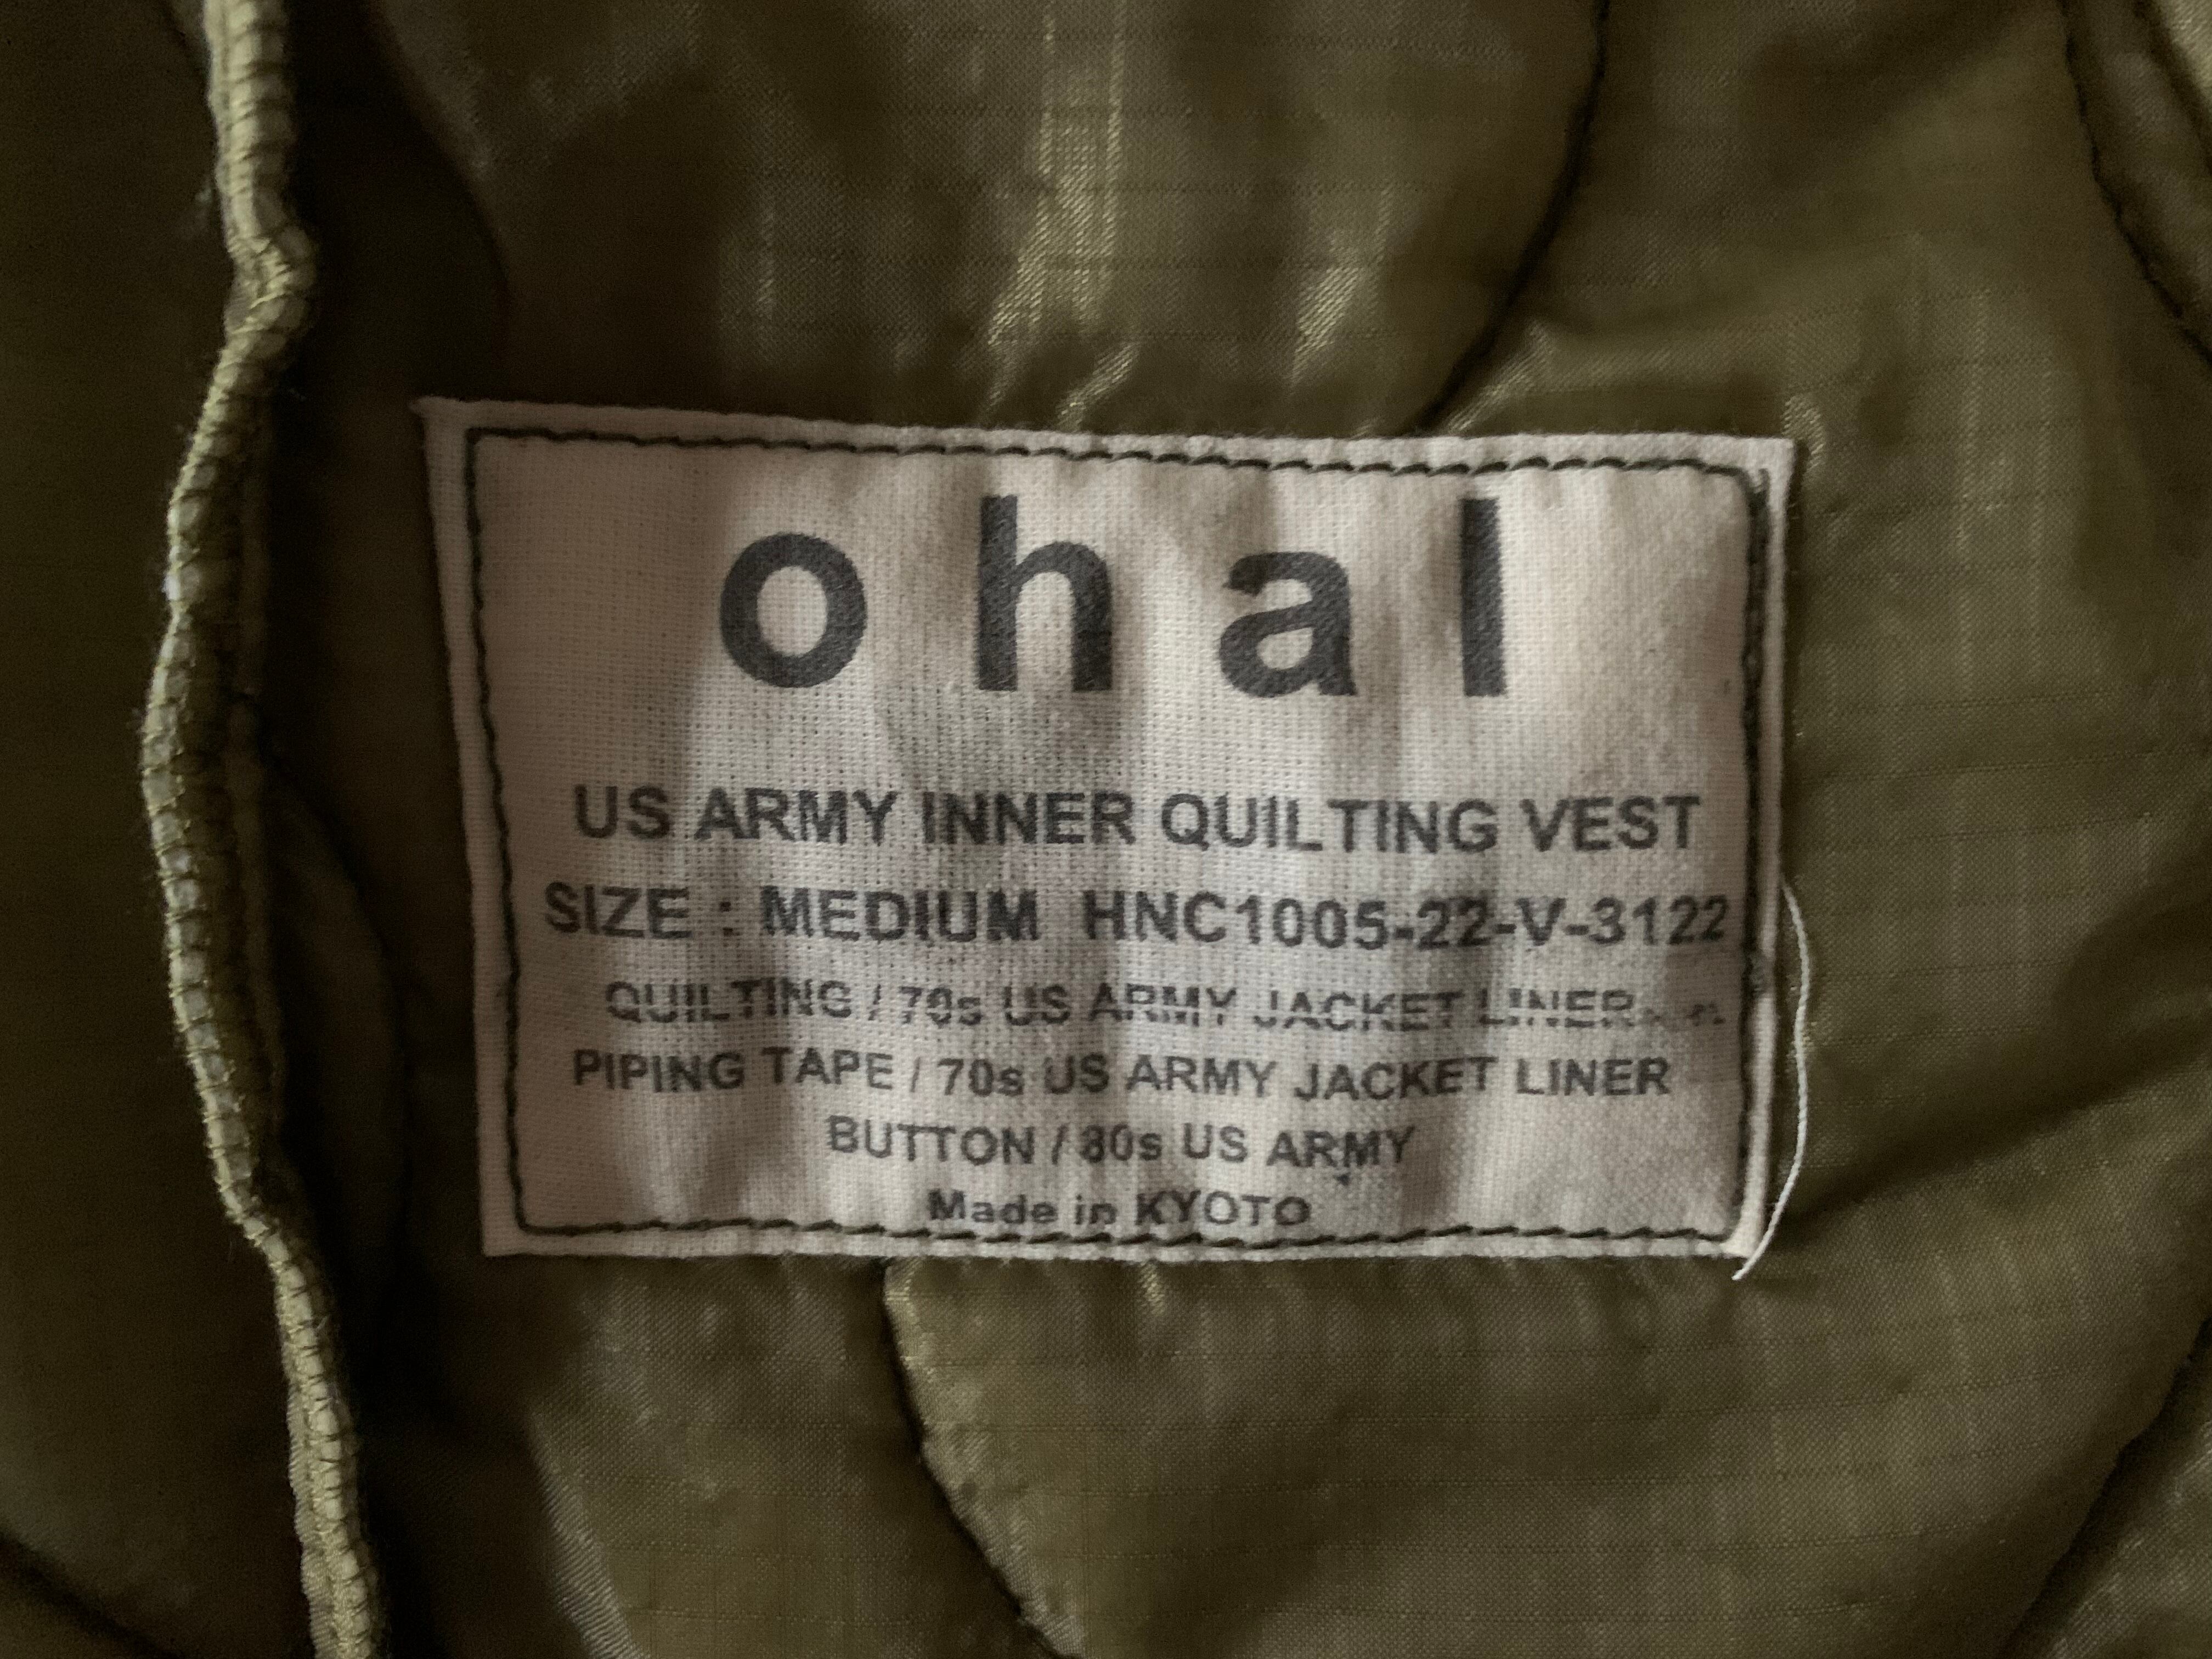 ohal
US ARMY INNER QUILTING VEST
SIZE : MEDIUM HNC1005-22-V-3122
QUILTING / 70s US ARMY JACKET LINER
PIPING TAPE / 70s US ARMY JACKET LINER
BUTTON / 80s US ARMY
Made in KYOTO